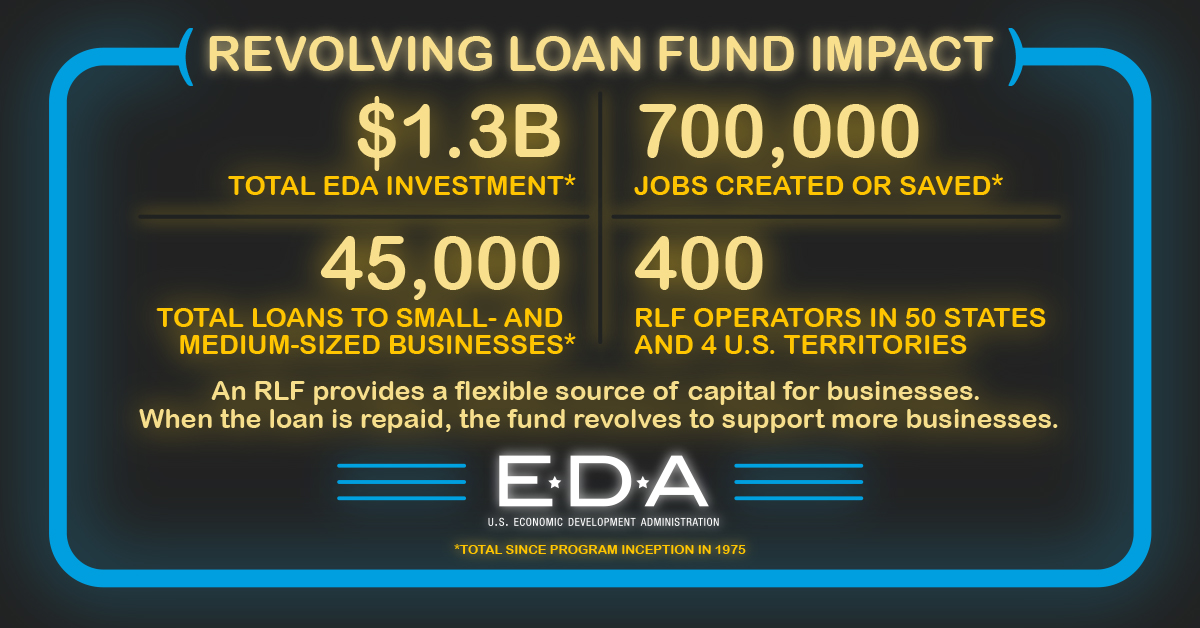 REVOLVING LOAN FUND IMPACT
$1.3B
TOTAL EDA INVESTMENT*
700,000
JOBS CREATED OR SAVED*
45,000
TOTAL LOANS TO SMALL- AND
MEDIUM-SIZED BUSINESSES*
400
RLF OPERATORS IN 50 STATES
AND 4 U.S. TERRITORIES
An RLF provides a flexible source of capital for businesses.
When the loan is repaid, the fund revolves to support more businesses.
E★D★A
U.S. ECONOMIC DEVELOPMENT ADMINISTRATION
*TOTAL SINCE PROGRAM INCEPTION IN 1975